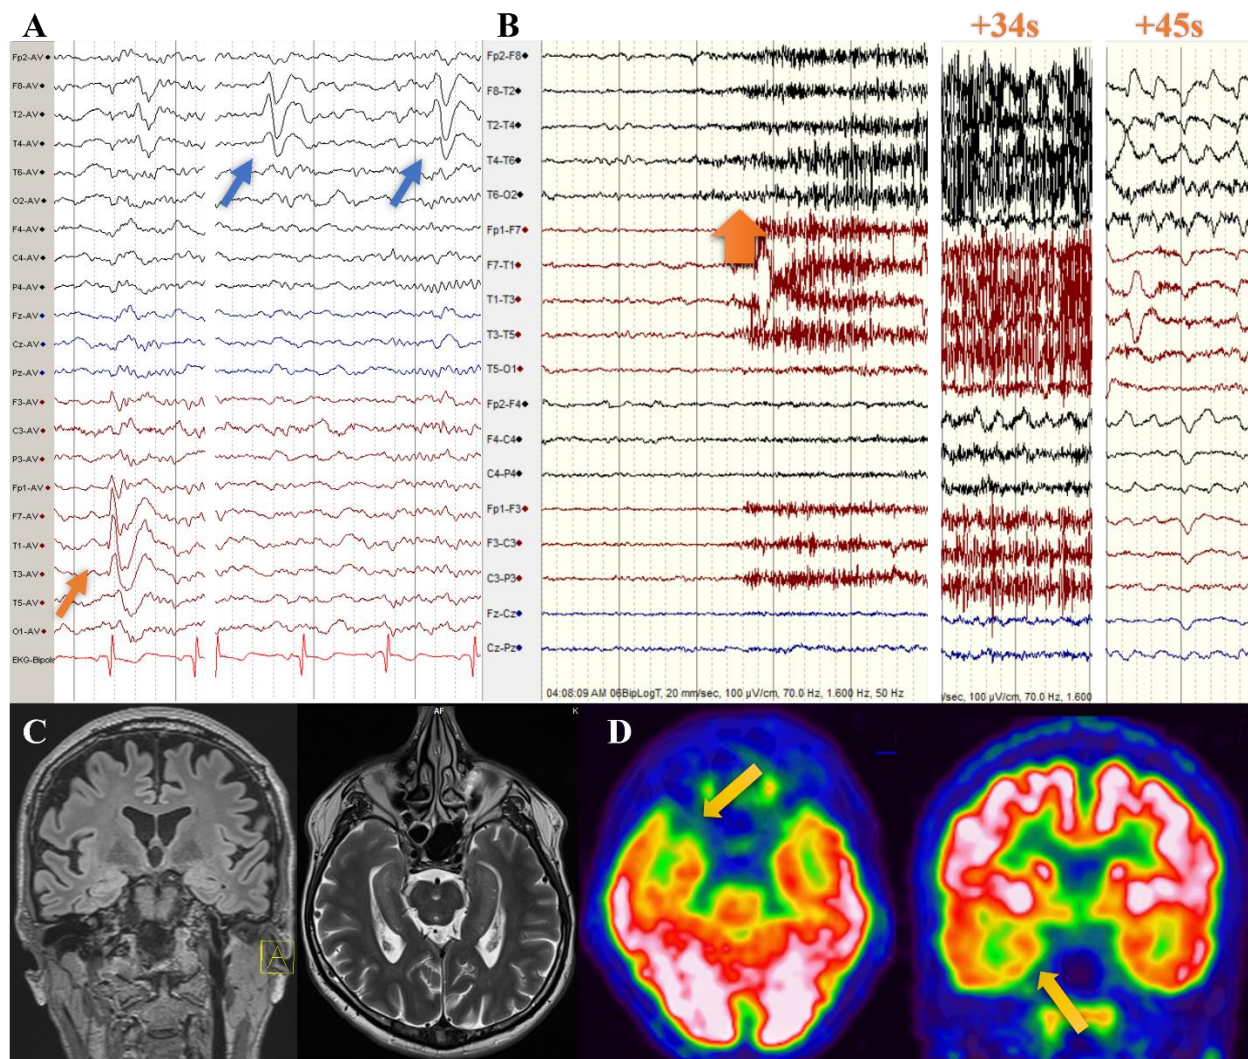 A
B
+34s
+45s
Fp2-AV
F8-AV
T2-AV
T4-AV
T6-AV
O2-AV
F4-AV
C4-AV
P4-AV
Fz-AV
Cz-AV
Pz-AV
F3-AV
C3-AV
P3-AV
Fp1-AV
F7-AV
T1-AV
T3-AV
T5-AV
O1-AV
EKG-Bipol
Fp2-F8
F8-T2
T2-T4
T4-T6
T6-O2
Fp1-F7
F7-T1
T1-T3
T3-T5
T5-O1
Fp2-F4
F4-C4
C4-P4
Fp1-F3
F3-C3
C3-P3
Fz-Cz
Cz-Pz
04:08:09 AM 06BipLogT, 20 mm/sec, 100 µV/cm, 70.0 Hz, 1.600 Hz, 50 Hz
/sec, 100 µV/cm, 70.0 Hz, 1.600
C
A
AF
K
D